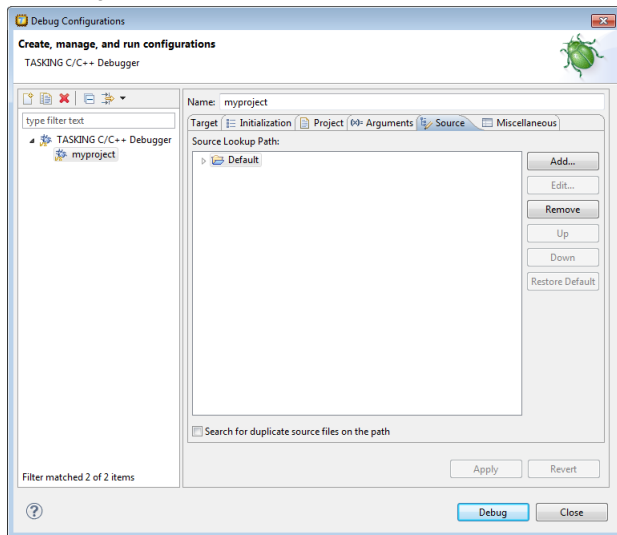 Debug Configurations
Create, manage, and run configurations
TASKING C/C++ Debugger
Name: myproject
type filter text
Target Initialization Project (x)= Arguments Source Miscellaneous
TASKING C/C++ Debugger
myproject
Source Lookup Path:
Default
Add...
Edit...
Remove
Up
Down
Restore Default
Search for duplicate source files on the path
Filter matched 2 of 2 items
Apply Revert
? Debug Close